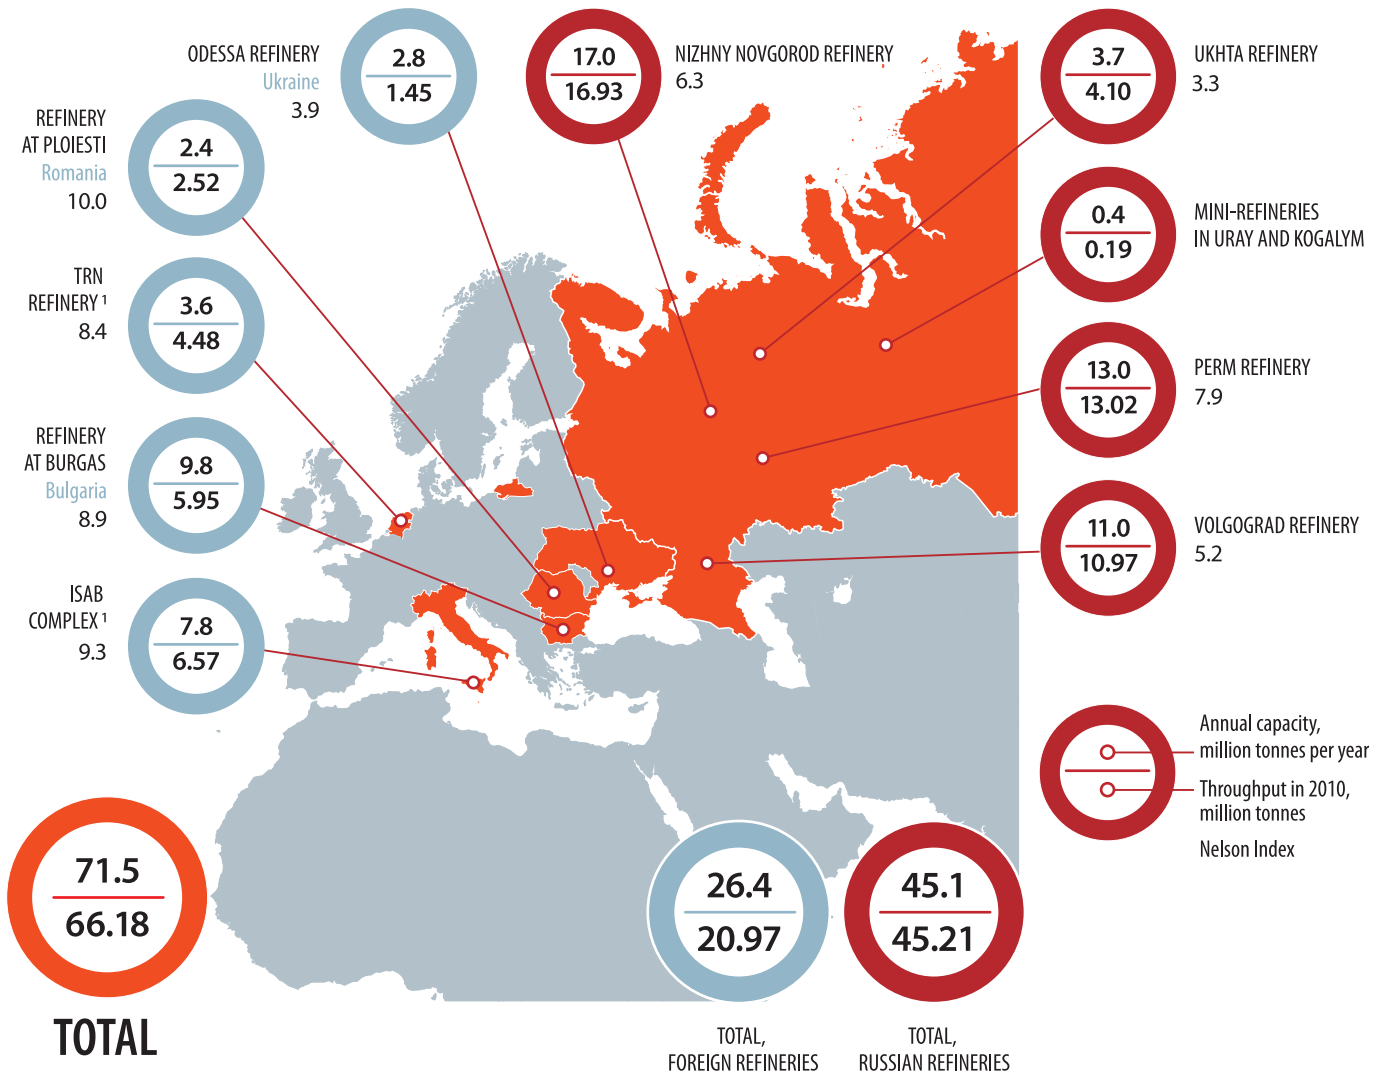 ODESSA REFINERY
Ukraine
3.9
2.8
1.45
17.0
16.93
NIZHNY NOVGOROD REFINERY
6.3
3.7
4.10
UKHTA REFINERY
3.3
REFINERY
AT PLOIESTI
Romania
10.0
2.4
2.52
0.4
0.19
MINI-REFINERIES
IN URAY AND KOGALYM
TRN
REFINERY ¹
8.4
3.6
4.48
13.0
13.02
PERM REFINERY
7.9
REFINERY
AT BURGAS
Bulgaria
8.9
9.8
5.95
11.0
10.97
VOLGOGRAD REFINERY
5.2
ISAB
COMPLEX ¹
9.3
7.8
6.57
Annual capacity,
million tonnes per year
Throughput in 2010,
million tonnes
Nelson Index
71.5
66.18
TOTAL
26.4
20.97
TOTAL,
FOREIGN REFINERIES
45.1
45.21
TOTAL,
RUSSIAN REFINERIES